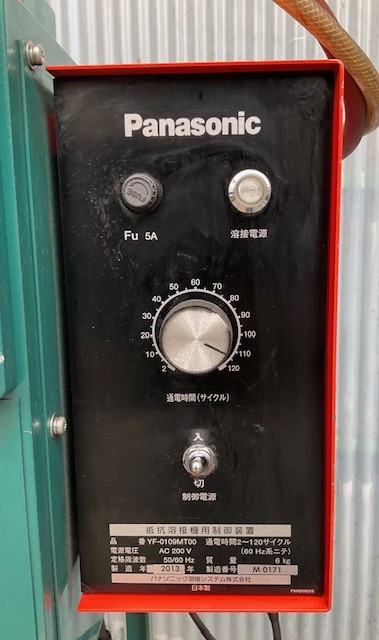 Panasonic
FUSE
Fu 5A
溶接電源
2 10 20 30 40 50 60 70 80 90 100 110 120
通電時間(サイクル)
入
切
制御電源
抵抗溶接機用制御装置
品番 YF-0109MT00 通電時間2～120サイクル
電源電圧 AC 200 V (60 Hz系ニテ)
定格周波数 50/60 Hz 質量 6 kg
製造年 2013年 製造番号 M 0171
パナソニック溶接システム株式会社
日本製